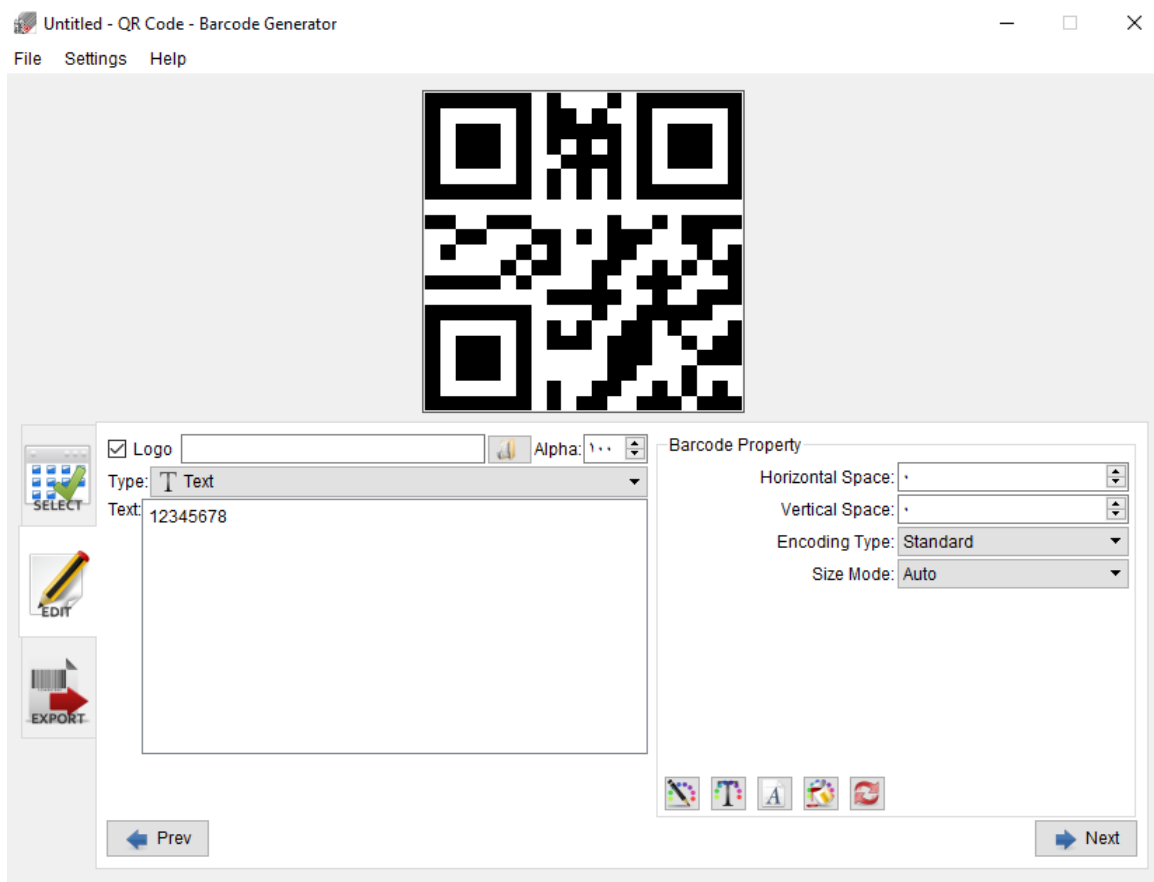 Untitled - QR Code - Barcode Generator
File Settings Help
SELECT
EDIT
EXPORT
Logo
Alpha: ١٠٠
Type: T Text
Text: 12345678
Barcode Property
Horizontal Space: ٠
Vertical Space: ٠
Encoding Type: Standard
Size Mode: Auto
T
A
Prev
Next